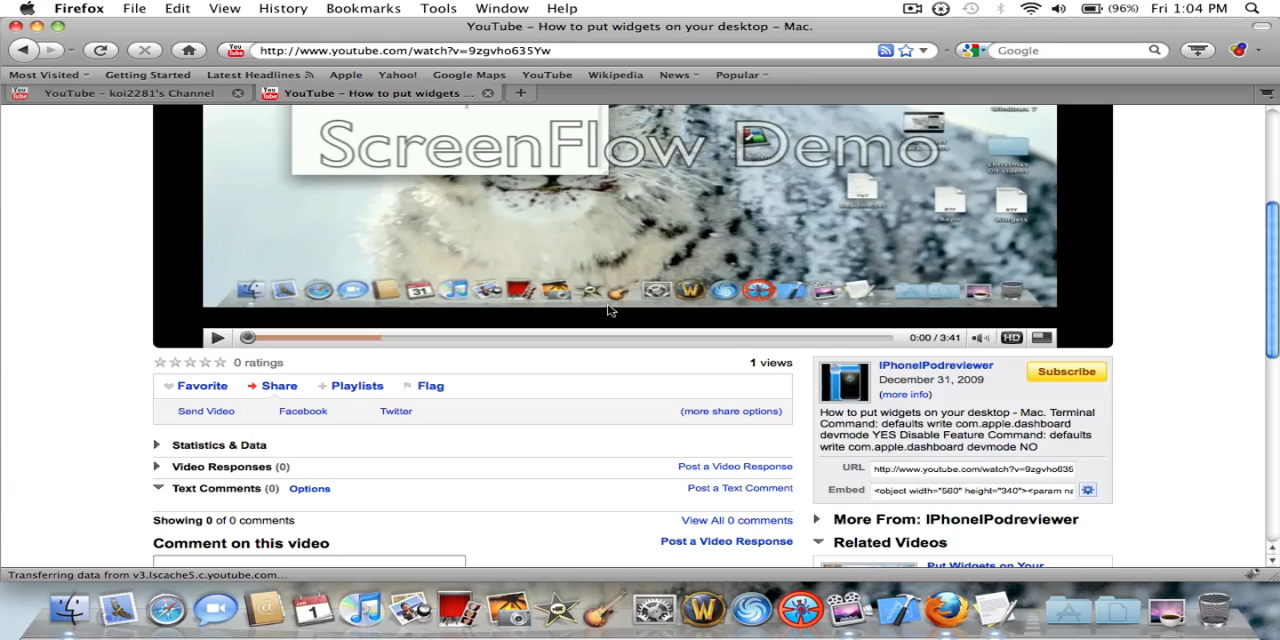 Firefox File Edit View History Bookmarks Tools Window Help (96%) Fri 1:04 PM
YouTube - How to put widgets on your desktop - Mac.
You Tube http://www.youtube.com/watch?v=9zgvho635Yw Google
Most Visited Getting Started Latest Headlines Apple Yahoo! Google Maps YouTube Wikipedia News Popular
YouTube - koi2281's Channel YouTube - How to put widgets ...
ScreenFlow Demo
Widgets
31
0:00 / 3:41 HD
0 ratings 1 views
Favorite Share Playlists Flag
Send Video Facebook Twitter (more share options)
Statistics & Data
Video Responses (0) Post a Video Response
Text Comments (0) Options Post a Text Comment
Showing 0 of 0 comments View All 0 comments
Comment on this video Post a Video Response
IPhoneIPodreviewer
December 31, 2009 Subscribe
(more info)
How to put widgets on your desktop - Mac. Terminal
Command: defaults write com.apple.dashboard
devmode YES Disable Feature Command: defaults
write com.apple.dashboard devmode NO
URL http://www.youtube.com/watch?v=9zgvho635
Embed <object width="560" height="340"><param na
More From: IPhoneIPodreviewer
Related Videos
Put Widgets on Your
Transferring data from v3.lscache5.c.youtube.com...
1